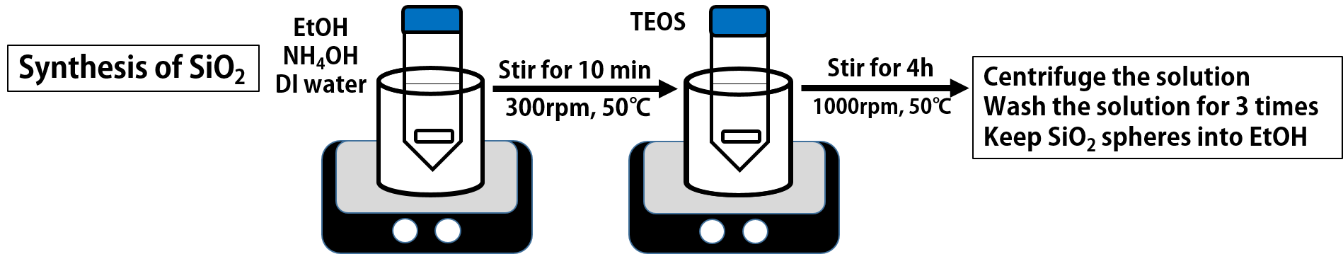 Synthesis of SiO₂
EtOH
NH₄OH
DI water
Stir for 10 min
300rpm, 50℃
TEOS
Stir for 4h
1000rpm, 50℃
Centrifuge the solution
Wash the solution for 3 times
Keep SiO₂ spheres into EtOH